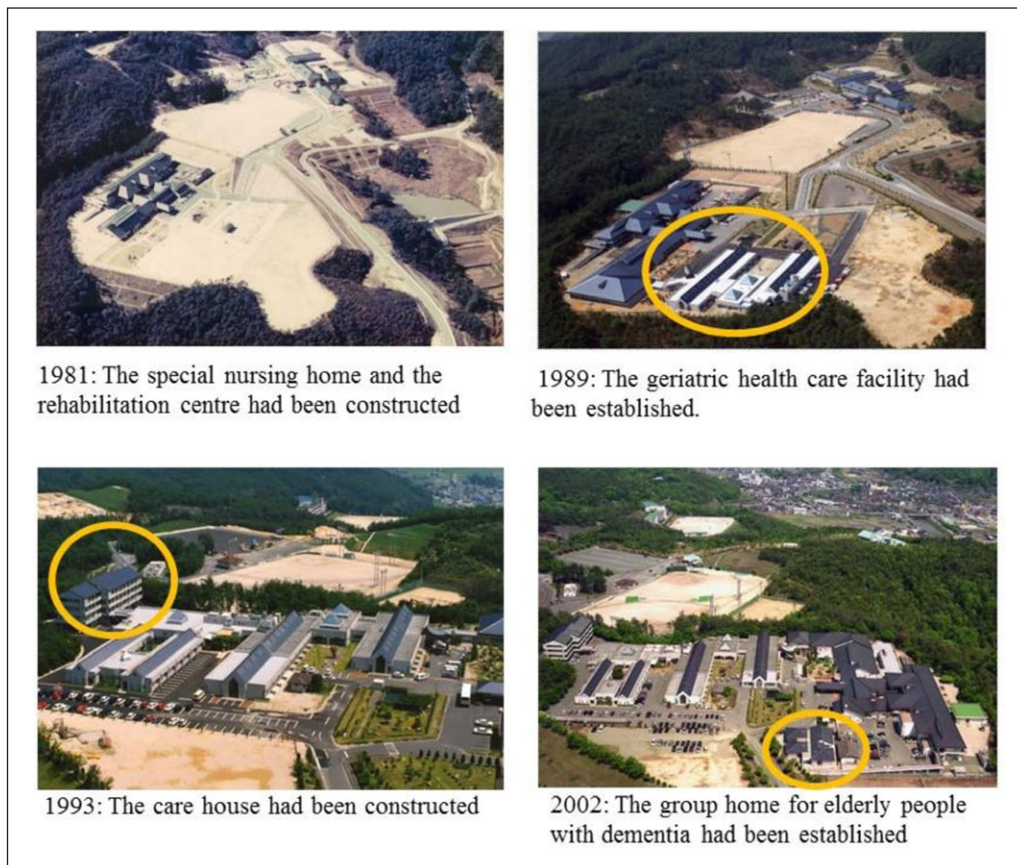 1981: The special nursing home and the
rehabilitation centre had been constructed
1989: The geriatric health care facility had
been established.
1993: The care house had been constructed
2002: The group home for elderly people
with dementia had been established